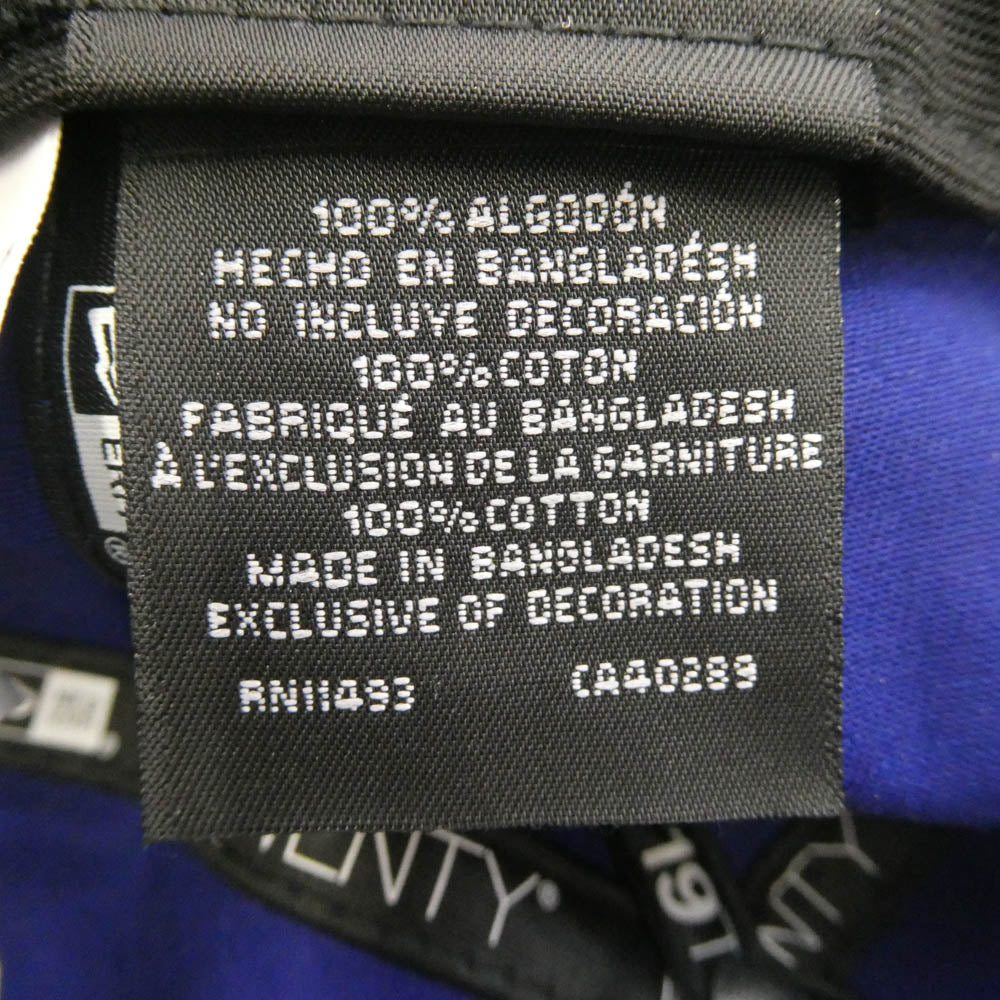 100% ALGODÓN
HECHO EN BANGLADÉSH
NO INCLUYE DECORACIÓN
100% COTON
FABRIQUÉ AU BANGLADESH
À L'EXCLUSION DE LA GARNITURE
100% COTTON
MADE IN BANGLADESH
EXCLUSIVE OF DECORATION
RN11493 CA40289